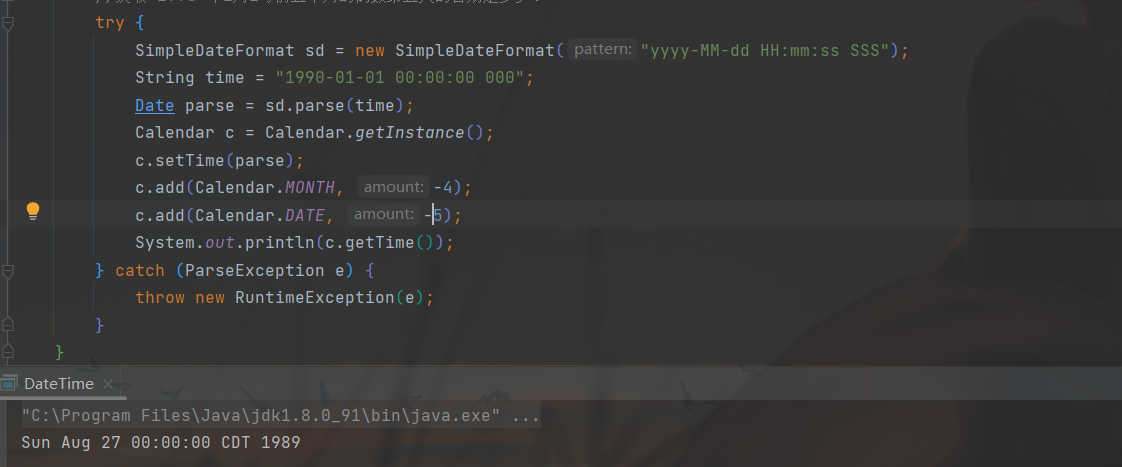 try {
SimpleDateFormat sd = new SimpleDateFormat( pattern: "yyyy-MM-dd HH:mm:ss SSS");
String time = "1990-01-01 00:00:00 000";
Date parse = sd.parse(time);
Calendar c = Calendar.getInstance();
c.setTime(parse);
c.add(Calendar.MONTH, amount: -4);
c.add(Calendar.DATE, amount: -5);
System.out.println(c.getTime());
} catch (ParseException e) {
throw new RuntimeException(e);
}
}
DateTime ×
"C:\Program Files\Java\jdk1.8.0_91\bin\java.exe" ...
Sun Aug 27 00:00:00 CDT 1989